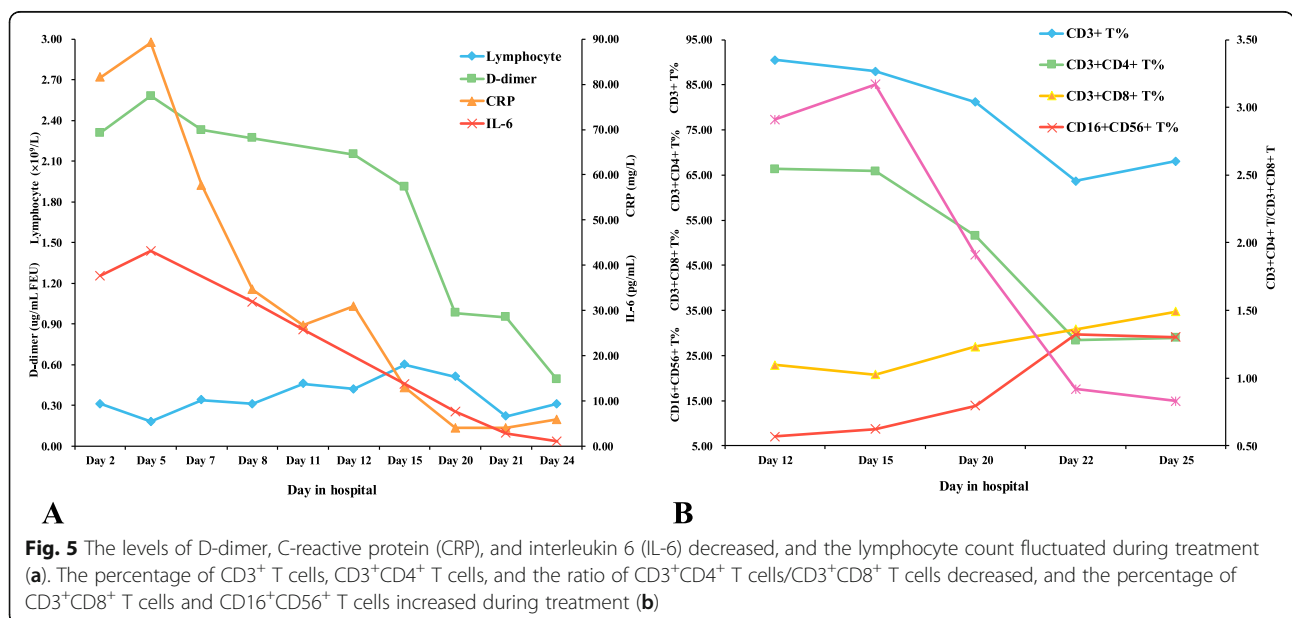 3.00
2.70
2.40
2.10
1.80
1.50
1.20
0.90
0.60
0.30
0.00
D-dimer (ug/mL FEU) Lymphocyte (×10⁹/L)
90.00
80.00
70.00
60.00
50.00
40.00
30.00
20.00
10.00
0.00
IL-6 (pg/mL) CRP (mg/L)
Lymphocyte
D-dimer
CRP
IL-6
Day 2 Day 5 Day 7 Day 8 Day 11 Day 12 Day 15 Day 20 Day 21 Day 24
Day in hospital
A
95.00
85.00
75.00
65.00
55.00
45.00
35.00
25.00
15.00
5.00
CD16+CD56+ T% CD3+CD8+ T% CD3+CD4+ T% CD3+ T%
3.50
3.00
2.50
2.00
1.50
1.00
0.50
CD3+CD4+ T/CD3+CD8+ T
CD3+ T%
CD3+CD4+ T%
CD3+CD8+ T%
CD16+CD56+ T%
Day 12 Day 15 Day 20 Day 22 Day 25
Day in hospital
B
Fig. 5 The levels of D-dimer, C-reactive protein (CRP), and interleukin 6 (IL-6) decreased, and the lymphocyte count fluctuated during treatment
(a). The percentage of CD3⁺ T cells, CD3⁺CD4⁺ T cells, and the ratio of CD3⁺CD4⁺ T cells/CD3⁺CD8⁺ T cells decreased, and the percentage of
CD3⁺CD8⁺ T cells and CD16⁺CD56⁺ T cells increased during treatment (b)